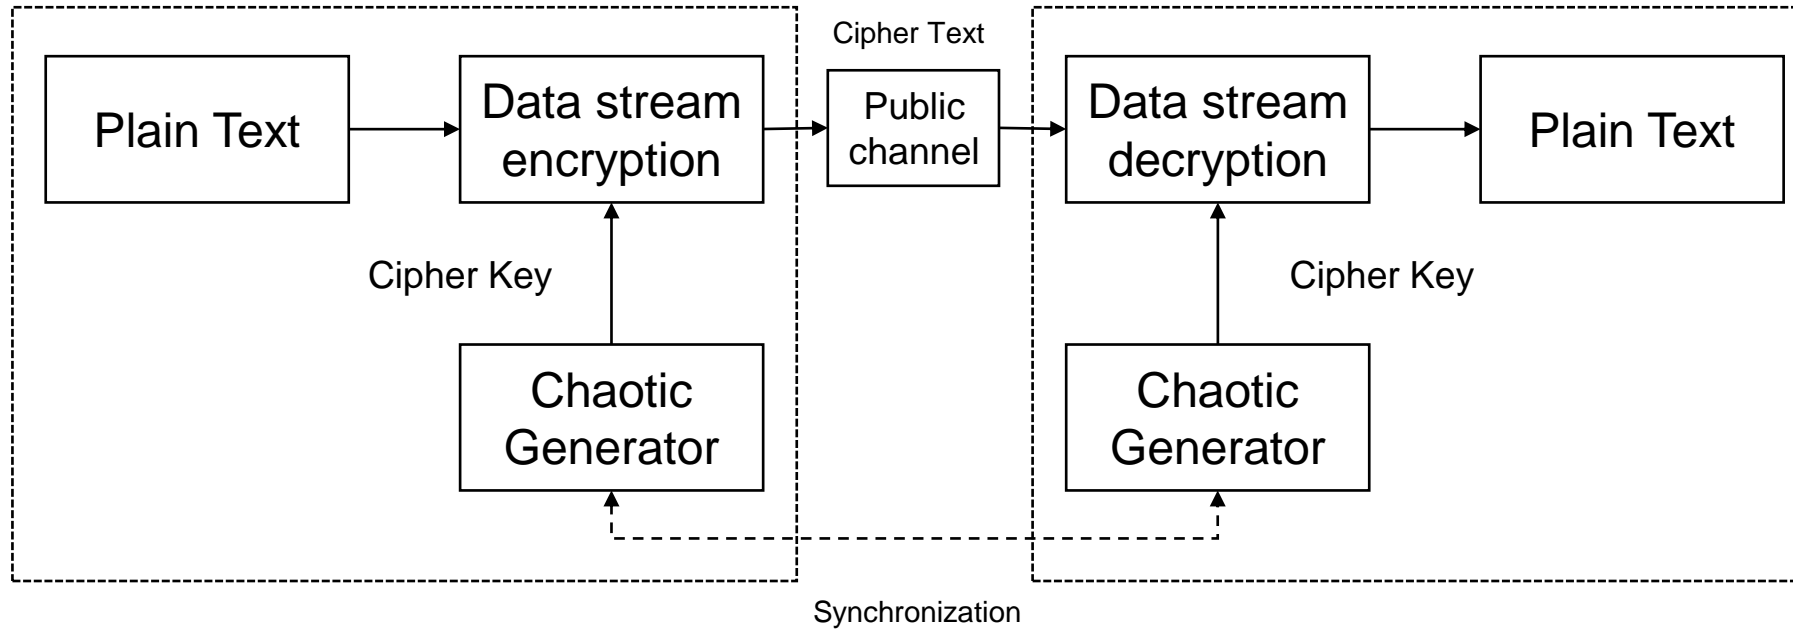 Cipher Text
Plain Text
Data stream
encryption
Public
channel
Data stream
decryption
Plain Text
Cipher Key
Cipher Key
Chaotic
Generator
Chaotic
Generator
Synchronization